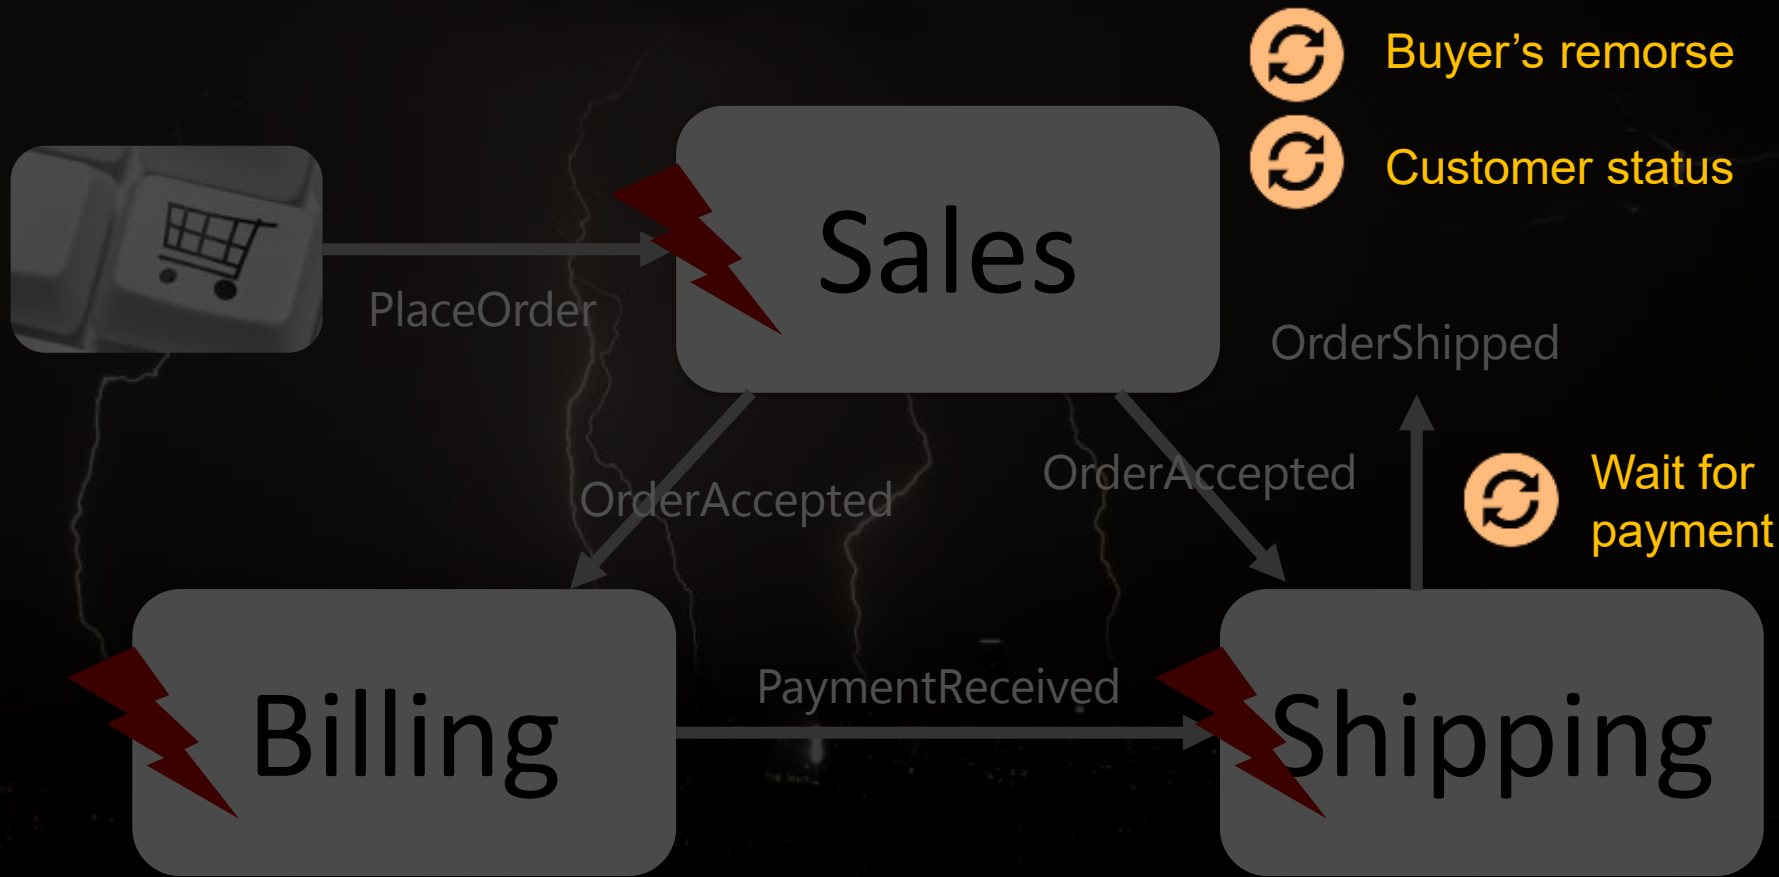 Buyer’s remorse
Customer status
Sales
PlaceOrder
OrderShipped
OrderAccepted
OrderAccepted
Wait for
payment
Billing
PaymentReceived
Shipping